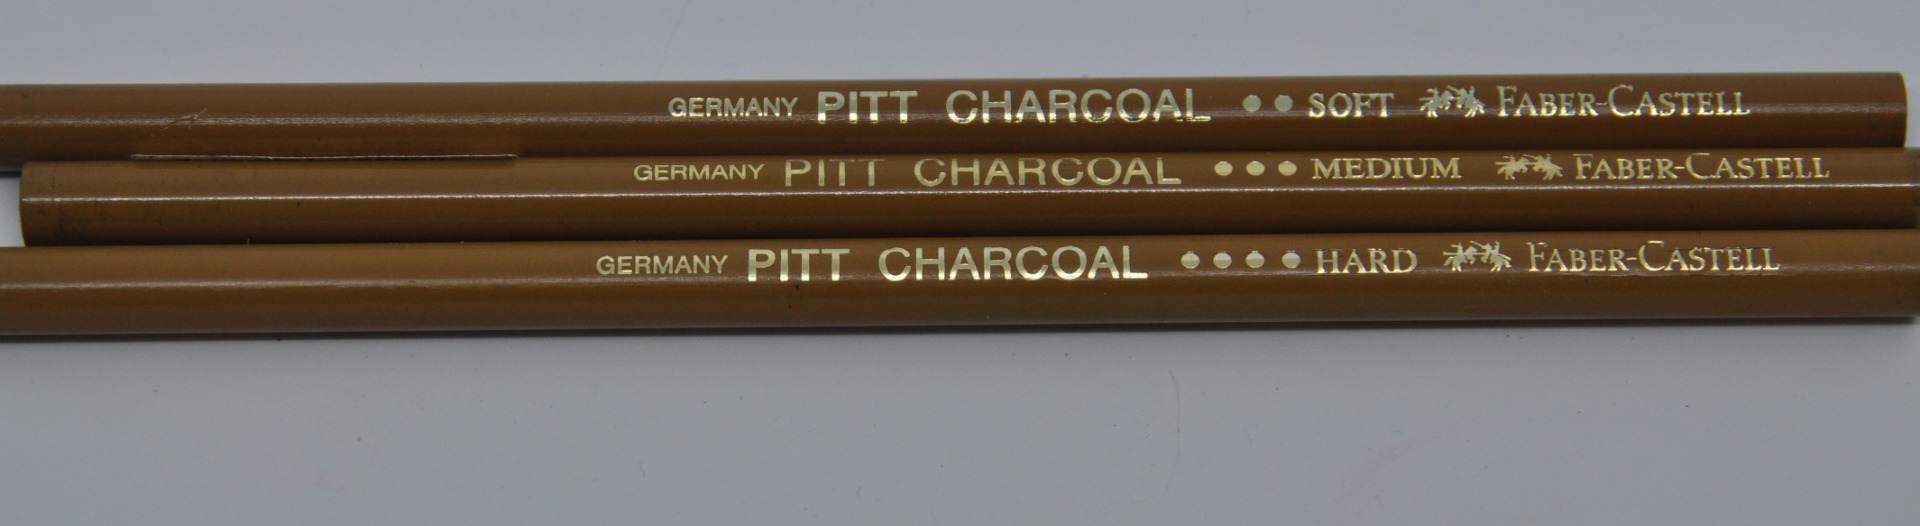 GERMANY PITT CHARCOAL •• SOFT FABER-CASTELL
GERMANY PITT CHARCOAL ••• MEDIUM FABER-CASTELL
GERMANY PITT CHARCOAL •••• HARD FABER-CASTELL